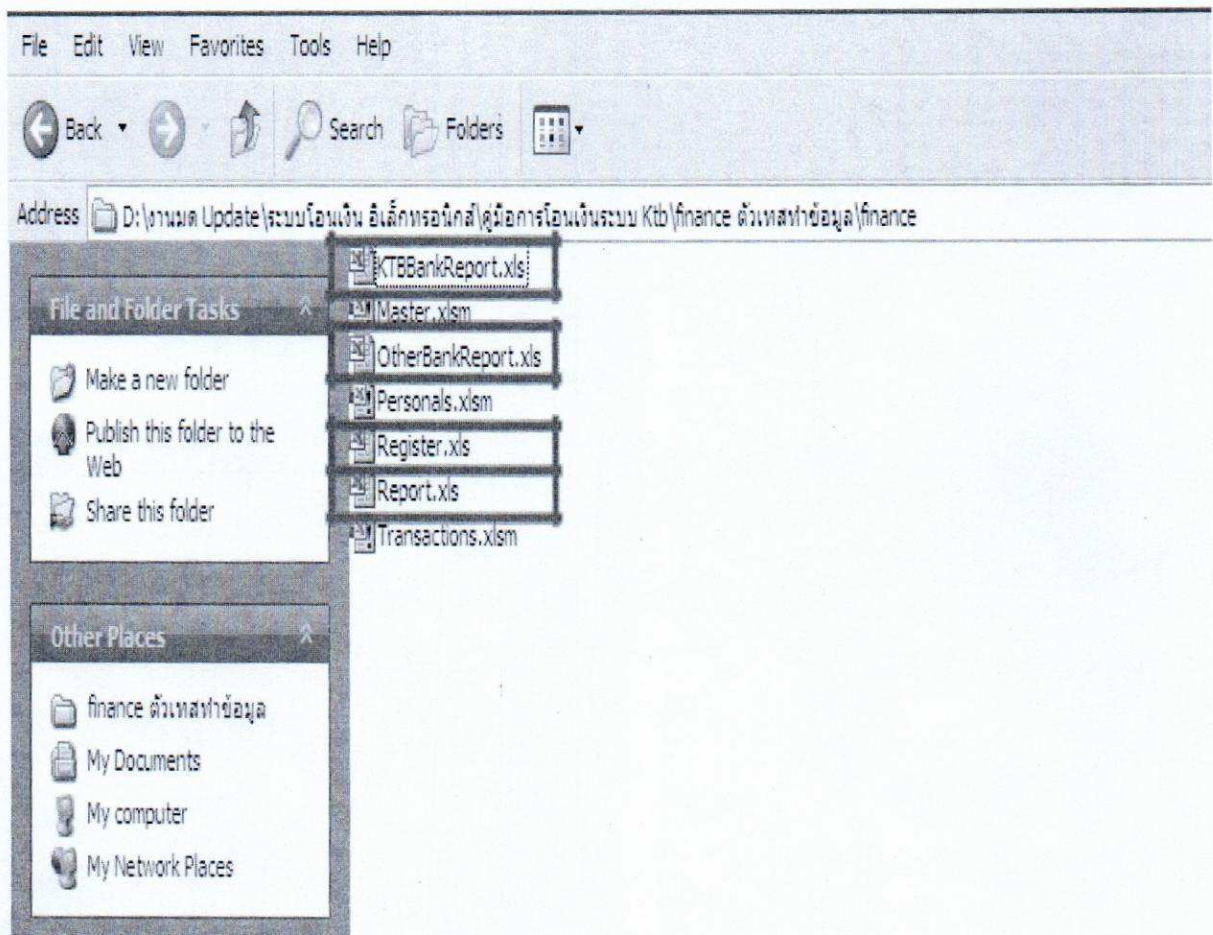 File Edit View Favorites Tools Help
Back Search Folders
Address D:\งานมด Update\ระบบโอนเงิน อิเล็กทรอนิกส์\คู่มือการโอนเงินระบบ Ktb\finance ตัวเทสทำข้อมูล\finance
File and Folder Tasks
Make a new folder
Publish this folder to the
Web
Share this folder
Other Places
finance ตัวเทสทำข้อมูล
My Documents
My computer
My Network Places
KTBBankReport.xls
Master.xlsm
OtherBankReport.xls
Personals.xlsm
Register.xls
Report.xls
Transactions.xlsm